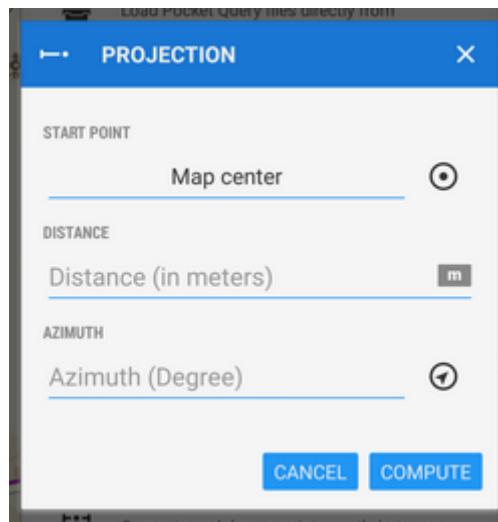 Load Pocket Query files directly from
PROJECTION
START POINT
Map center
DISTANCE
Distance (in meters)
m
AZIMUTH
Azimuth (Degree)
CANCEL
COMPUTE